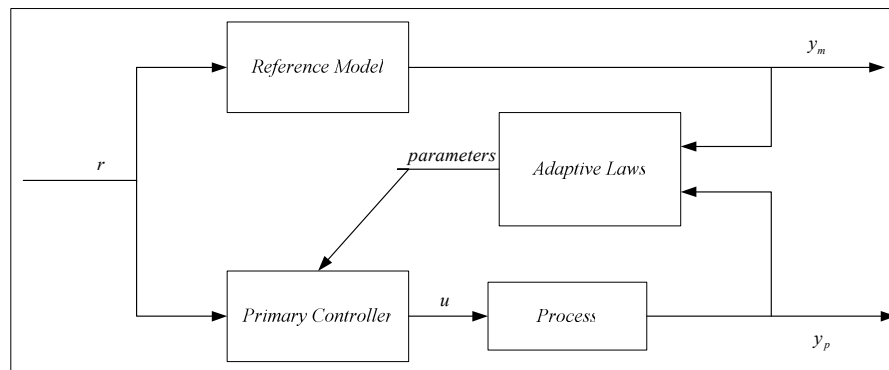 y_m
Reference Model
parameters
Adaptive Laws
r
u
Primary Controller
Process
y_p